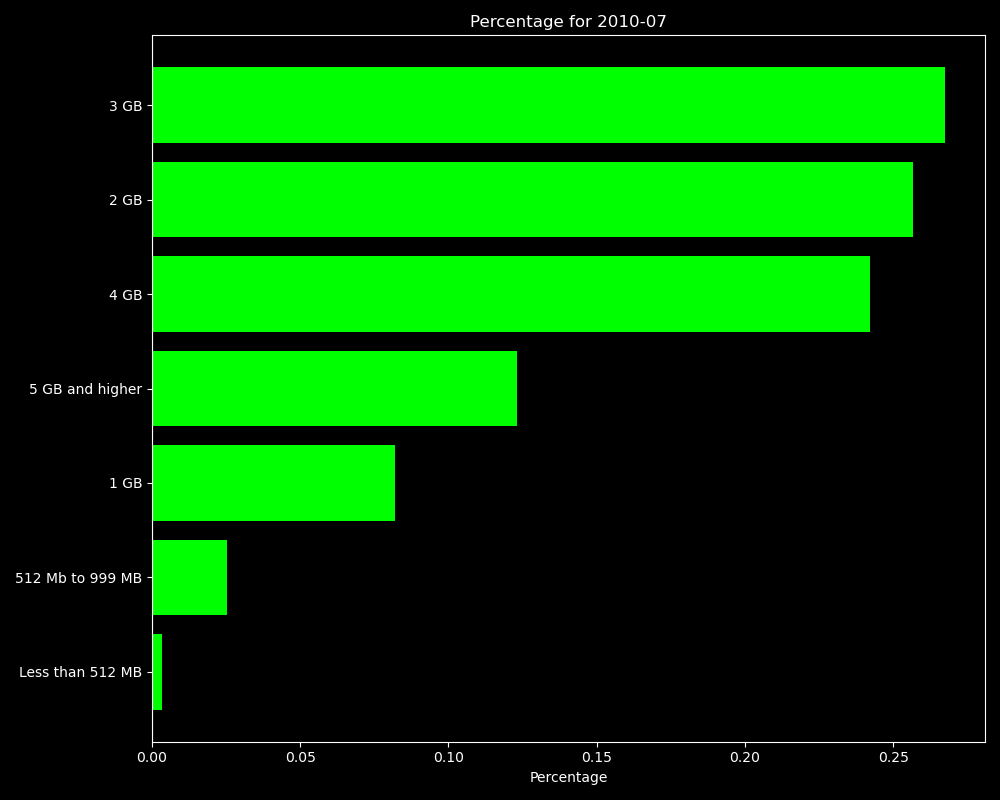 Percentage for 2010-07
3 GB
2 GB
4 GB
5 GB and higher
1 GB
512 Mb to 999 MB
Less than 512 MB
0.00 0.05 0.10 0.15 0.20 0.25
Percentage